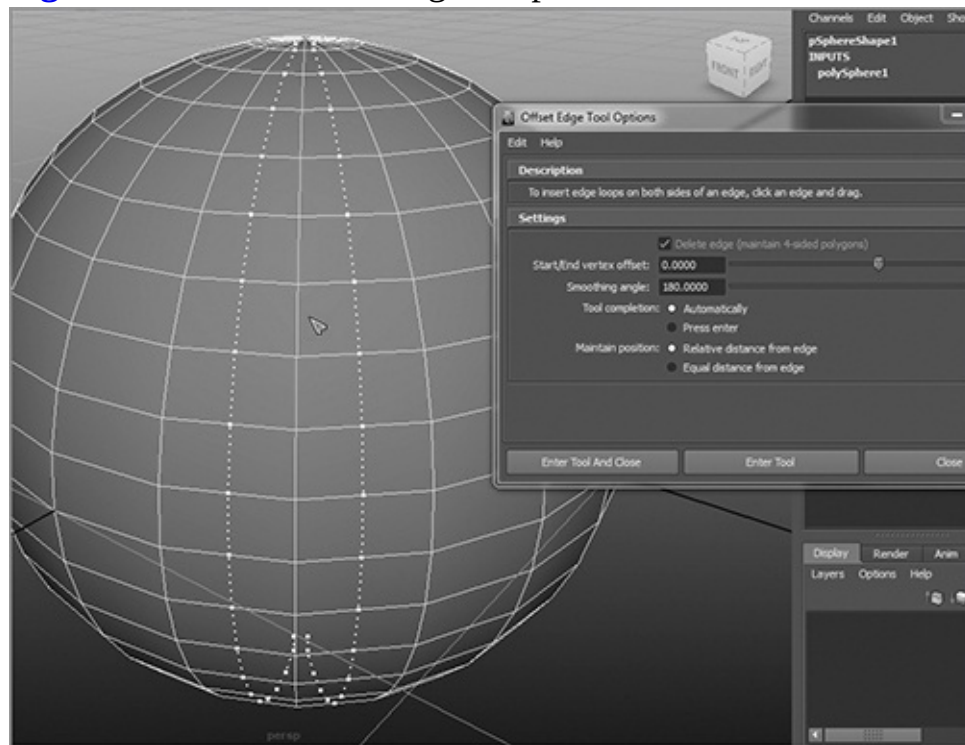 Channels Edit Object Sho
pSphereShape1
INPUTS
polySphere1
FRONT
RIGHT
Offset Edge Tool Options
Edit Help
Description
To insert edge loops on both sides of an edge, click an edge and drag.
Settings
Delete edge (maintain 4-sided polygons)
Start/End vertex offset: 0.0000
Smoothing angle: 180.0000
Tool completion: Automatically
Press enter
Maintain position: Relative distance from edge
Equal distance from edge
Enter Tool And Close Enter Tool Close
Display Render Anim
Layers Options Help
persp